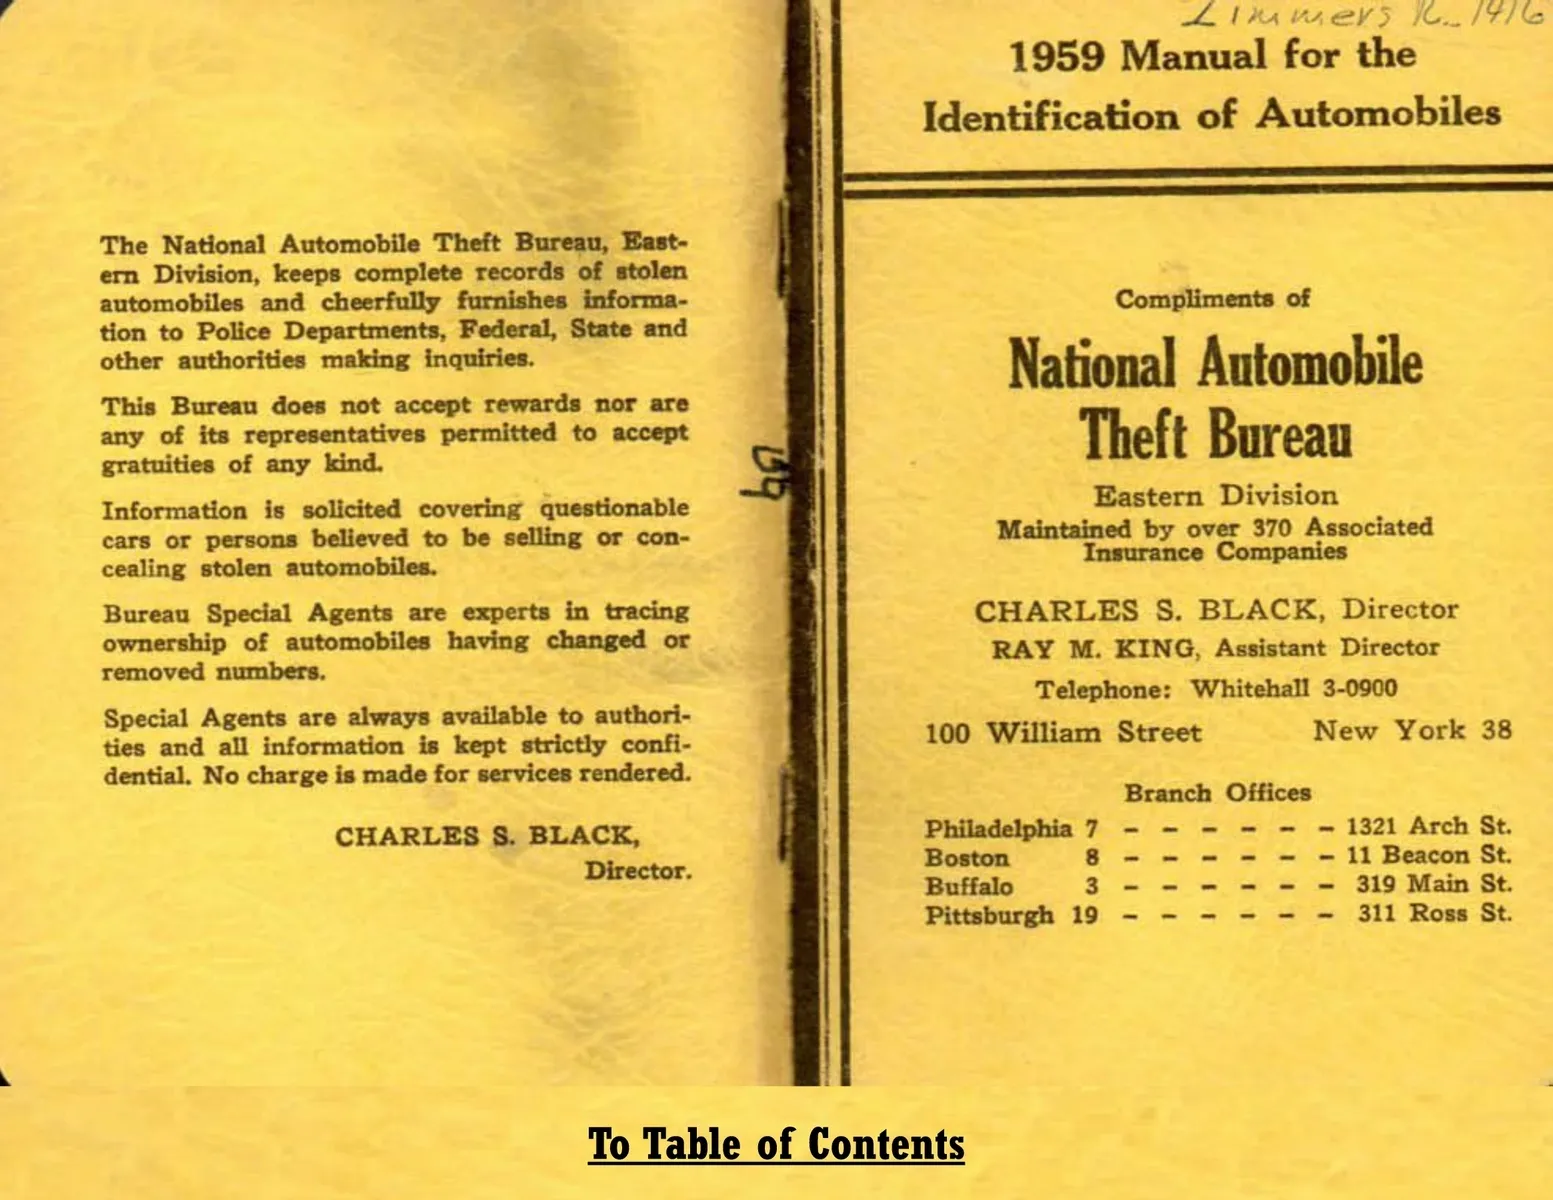 The National Automobile Theft Bureau, East-
ern Division, keeps complete records of stolen
automobiles and cheerfully furnishes informa-
tion to Police Departments, Federal, State and
other authorities making inquiries.
This Bureau does not accept rewards nor are
any of its representatives permitted to accept
gratuities of any kind.
Information is solicited covering questionable
cars or persons believed to be selling or con-
cealing stolen automobiles.
Bureau Special Agents are experts in tracing
ownership of automobiles having changed or
removed numbers.
Special Agents are always available to authori-
ties and all information is kept strictly confi-
dential. No charge is made for services rendered.
CHARLES S. BLACK,
Director.
Zimmers R. 1416
1959 Manual for the
Identification of Automobiles
Compliments of
National Automobile
Theft Bureau
Eastern Division
Maintained by over 370 Associated
Insurance Companies
CHARLES S. BLACK, Director
RAY M. KING, Assistant Director
Telephone: Whitehall 3-0900
100 William Street New York 38
Branch Offices
Philadelphia 7 - - - - - - 1321 Arch St.
Boston 8 - - - - - - 11 Beacon St.
Buffalo 3 - - - - - - 319 Main St.
Pittsburgh 19 - - - - - - 311 Ross St.
To Table of Contents